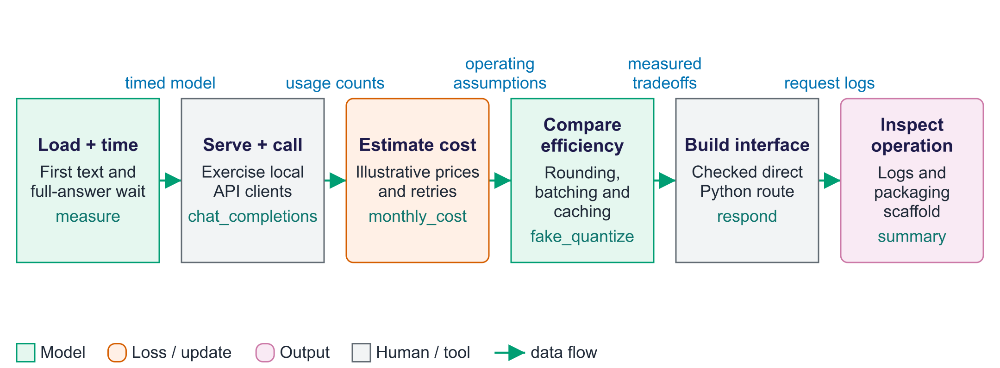 timed model
usage counts
operating
assumptions
measured
tradeoffs
request logs
Load + time
First text and
full-answer wait
measure
Serve + call
Exercise local
API clients
chat_completions
Estimate cost
Illustrative prices
and retries
monthly_cost
Compare
efficiency
Rounding,
batching and
caching
fake_quantize
Build interface
Checked direct
Python route
respond
Inspect
operation
Logs and
packaging
scaffold
summary
Model
Loss / update
Output
Human / tool
data flow